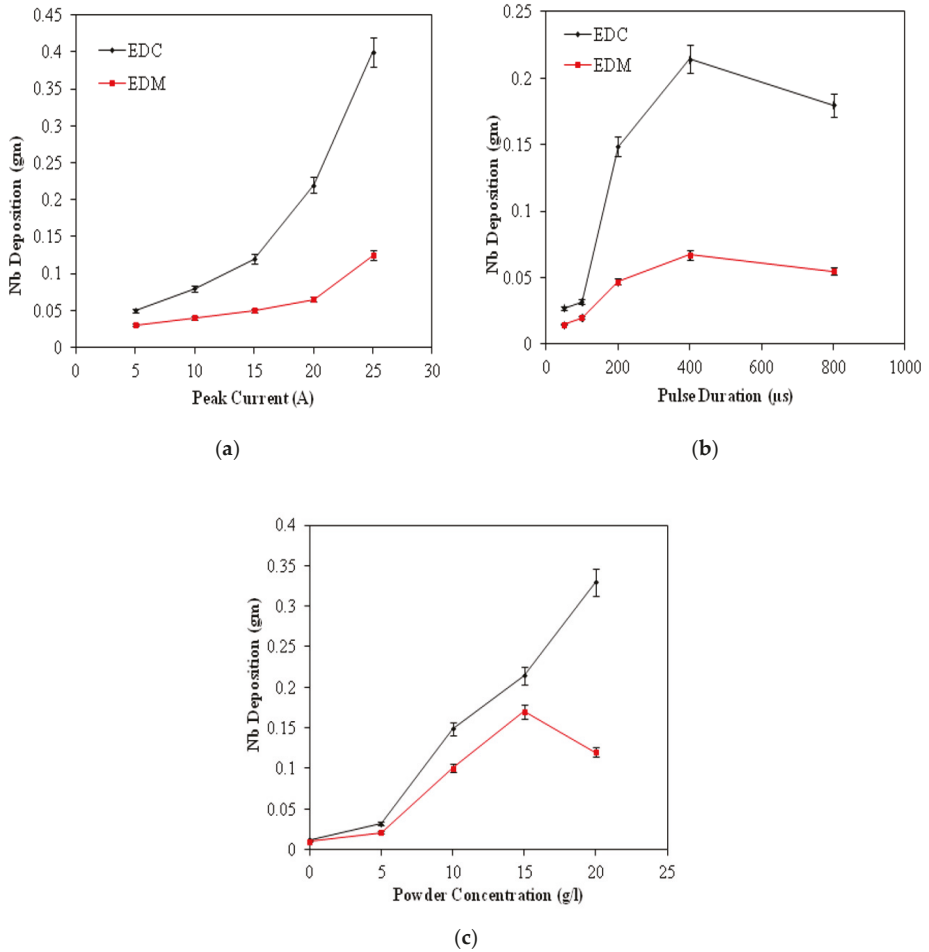 0.45
0.4
0.35
0.3
0.25
0.2
0.15
0.1
0.05
0
Nb Deposition (gm)
EDC
EDM
0 5 10 15 20 25 30
Peak Current (A)
(a)
0.25
0.2
0.15
0.1
0.05
0
Nb Deposition (gm)
EDC
EDM
0 200 400 600 800 1000
Pulse Duration (µs)
(b)
0.4
0.35
0.3
0.25
0.2
0.15
0.1
0.05
0
Nb Deposition (gm)
0 5 10 15 20 25
Powder Concentration (g/l)
(c)